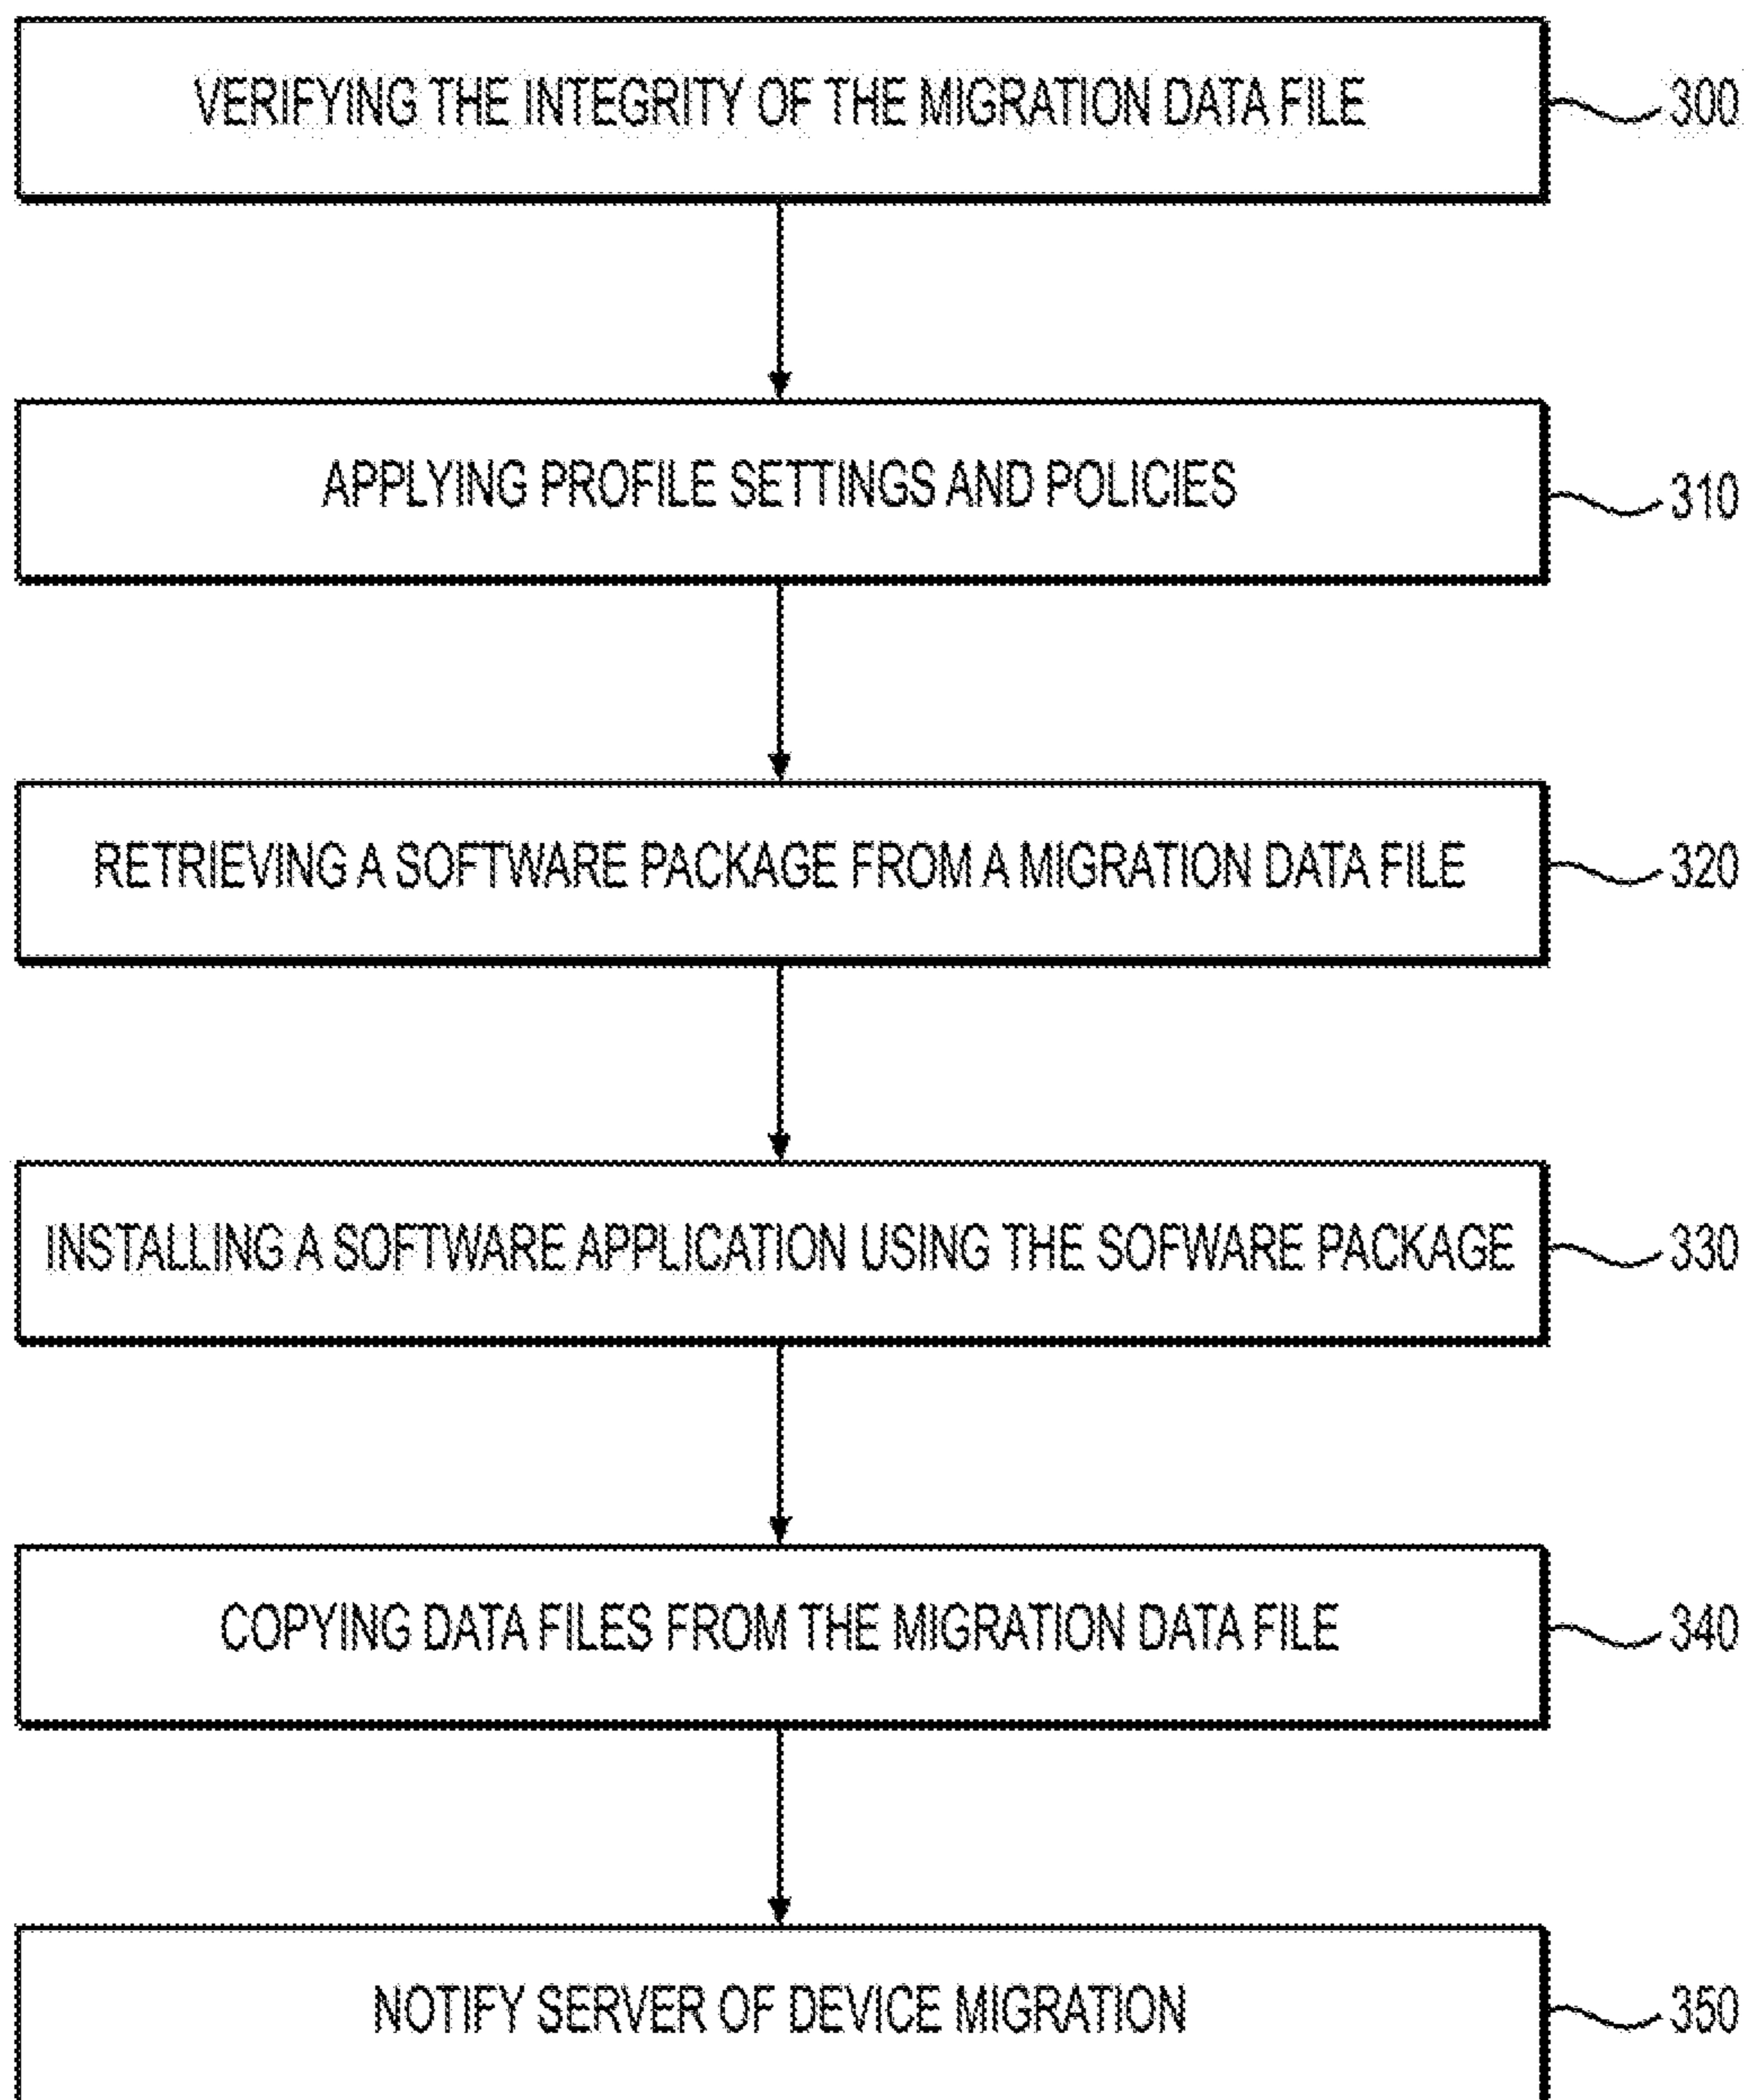 VERIFYING THE INTEGRITY OF THE MIGRATION DATA FILE
300
APPLYING PROFILE SETTINGS AND POLICIES
310
RETRIEVING A SOFTWARE PACKAGE FROM A MIGRATION DATA FILE
320
INSTALLING A SOFTWARE APPLICATION USING THE SOFWARE PACKAGE
330
COPYING DATA FILES FROM THE MIGRATION DATA FILE
340
NOTIFY SERVER OF DEVICE MIGRATION
350